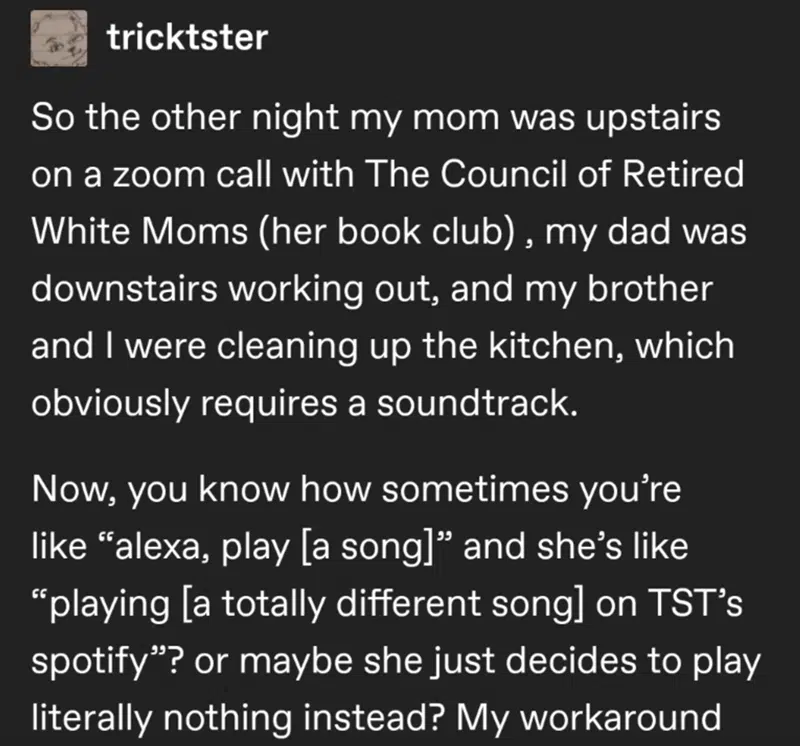 tricktster
So the other night my mom was upstairs
on a zoom call with The Council of Retired
White Moms (her book club) , my dad was
downstairs working out, and my brother
and I were cleaning up the kitchen, which
obviously requires a soundtrack.
Now, you know how sometimes you’re
like “alexa, play [a song]” and she’s like
“playing [a totally different song] on TST’s
spotify”? or maybe she just decides to play
literally nothing instead? My workaround